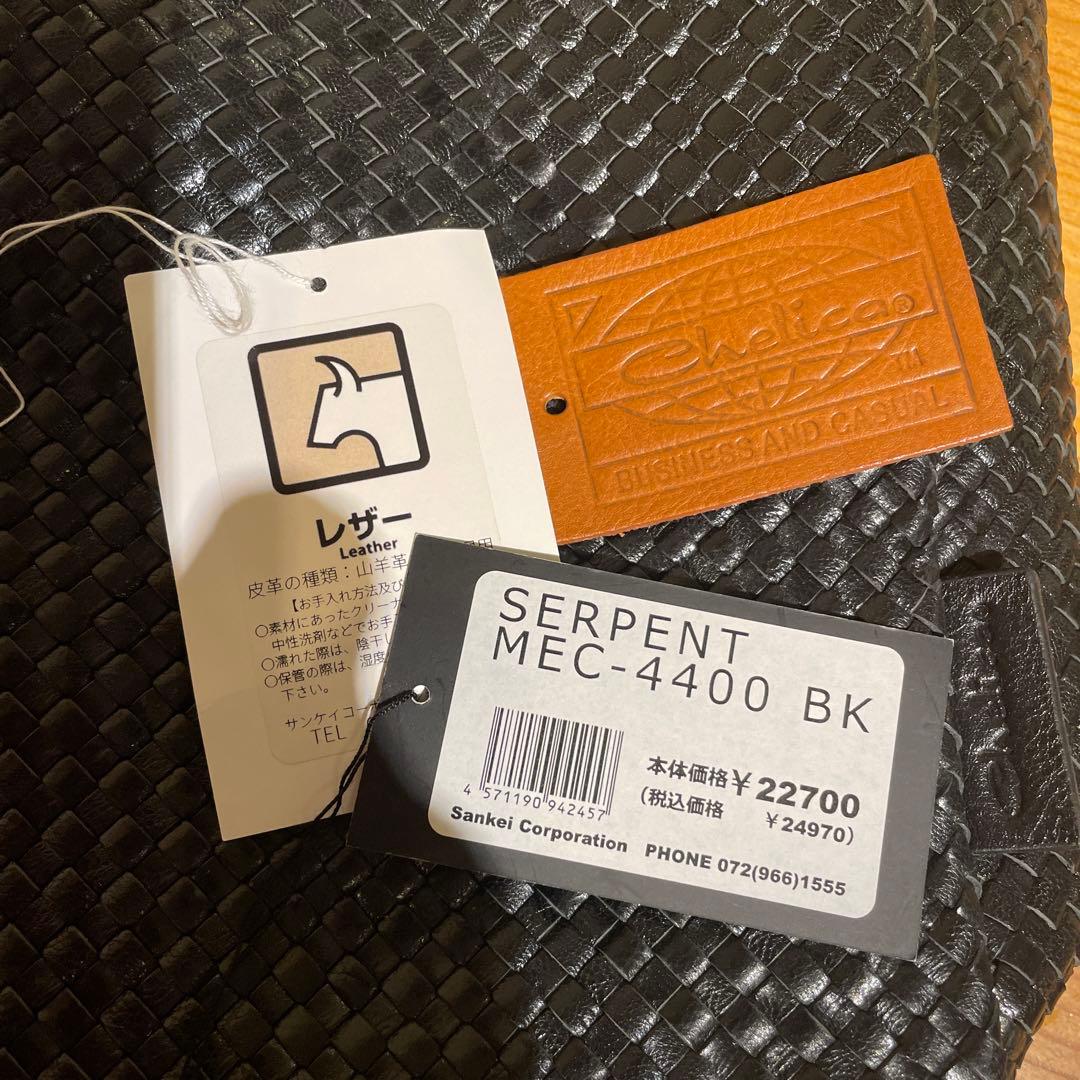 レザー
Leather
皮革の種類：山羊革
【お手入れ方法及び
○素材にあったクリーナ
中性洗剤などでお手
○濡れた際は、陰干し
○保管の際は、湿度
下さい。
サンケイコー
TEL
Chelica®
TM
BUSINESS AND CASUAL
SERPENT
MEC-4400 BK
4 571190 942457
本体価格 ¥22700
(税込価格 ¥24970)
Sankei Corporation PHONE 072(966)1555